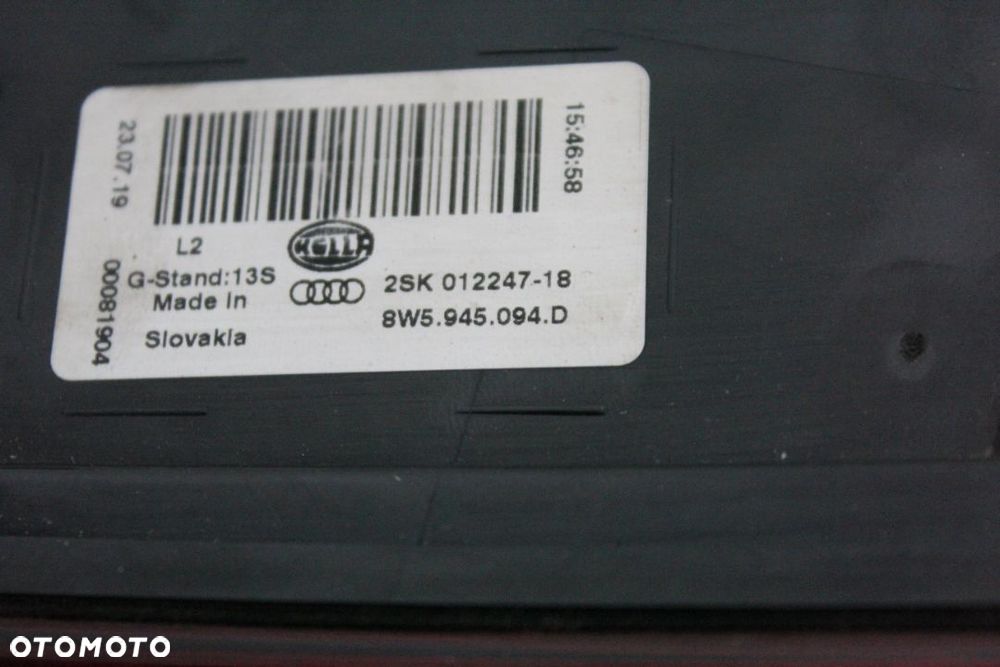 23.07.19
15:46:58
00081904
L2
HELLA
G-Stand:13S
2SK 012247-18
Made in
8W5.945.094.D
Slovakia
OTOMOTO